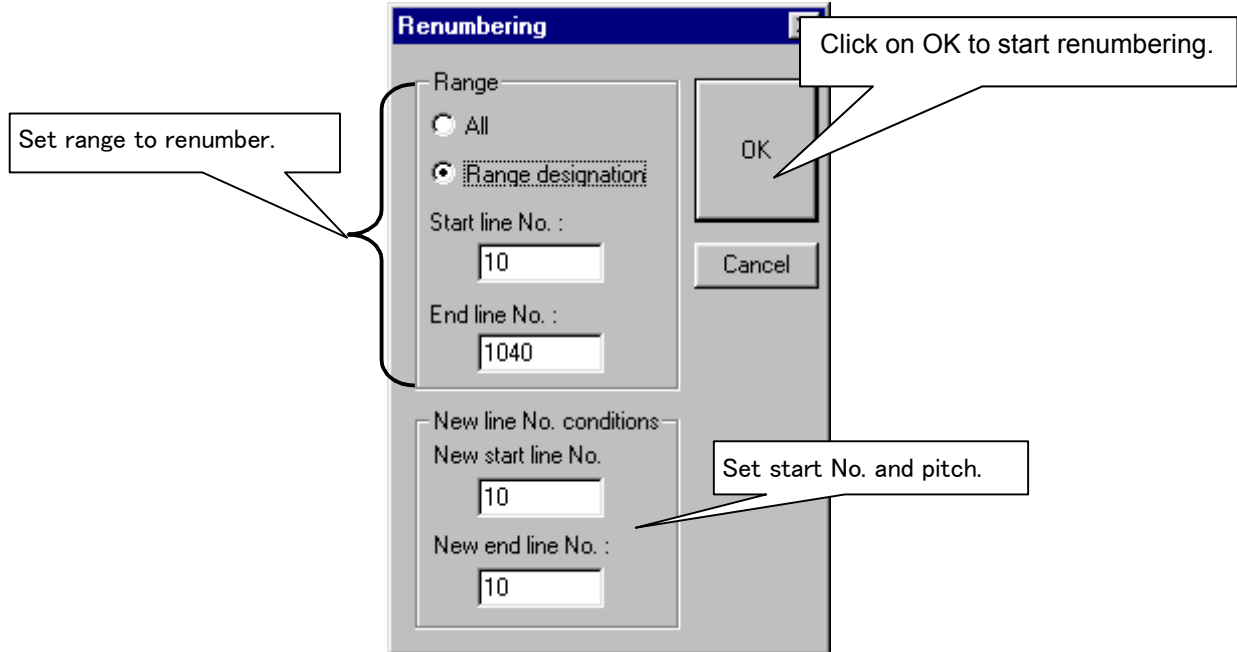 Renumbering
Click on OK to start renumbering.
Range
All
OK
Set range to renumber.
Range designation
Start line No. :
10
Cancel
End line No. :
1040
New line No. conditions
New start line No.
Set start No. and pitch.
10
New end line No. :
10